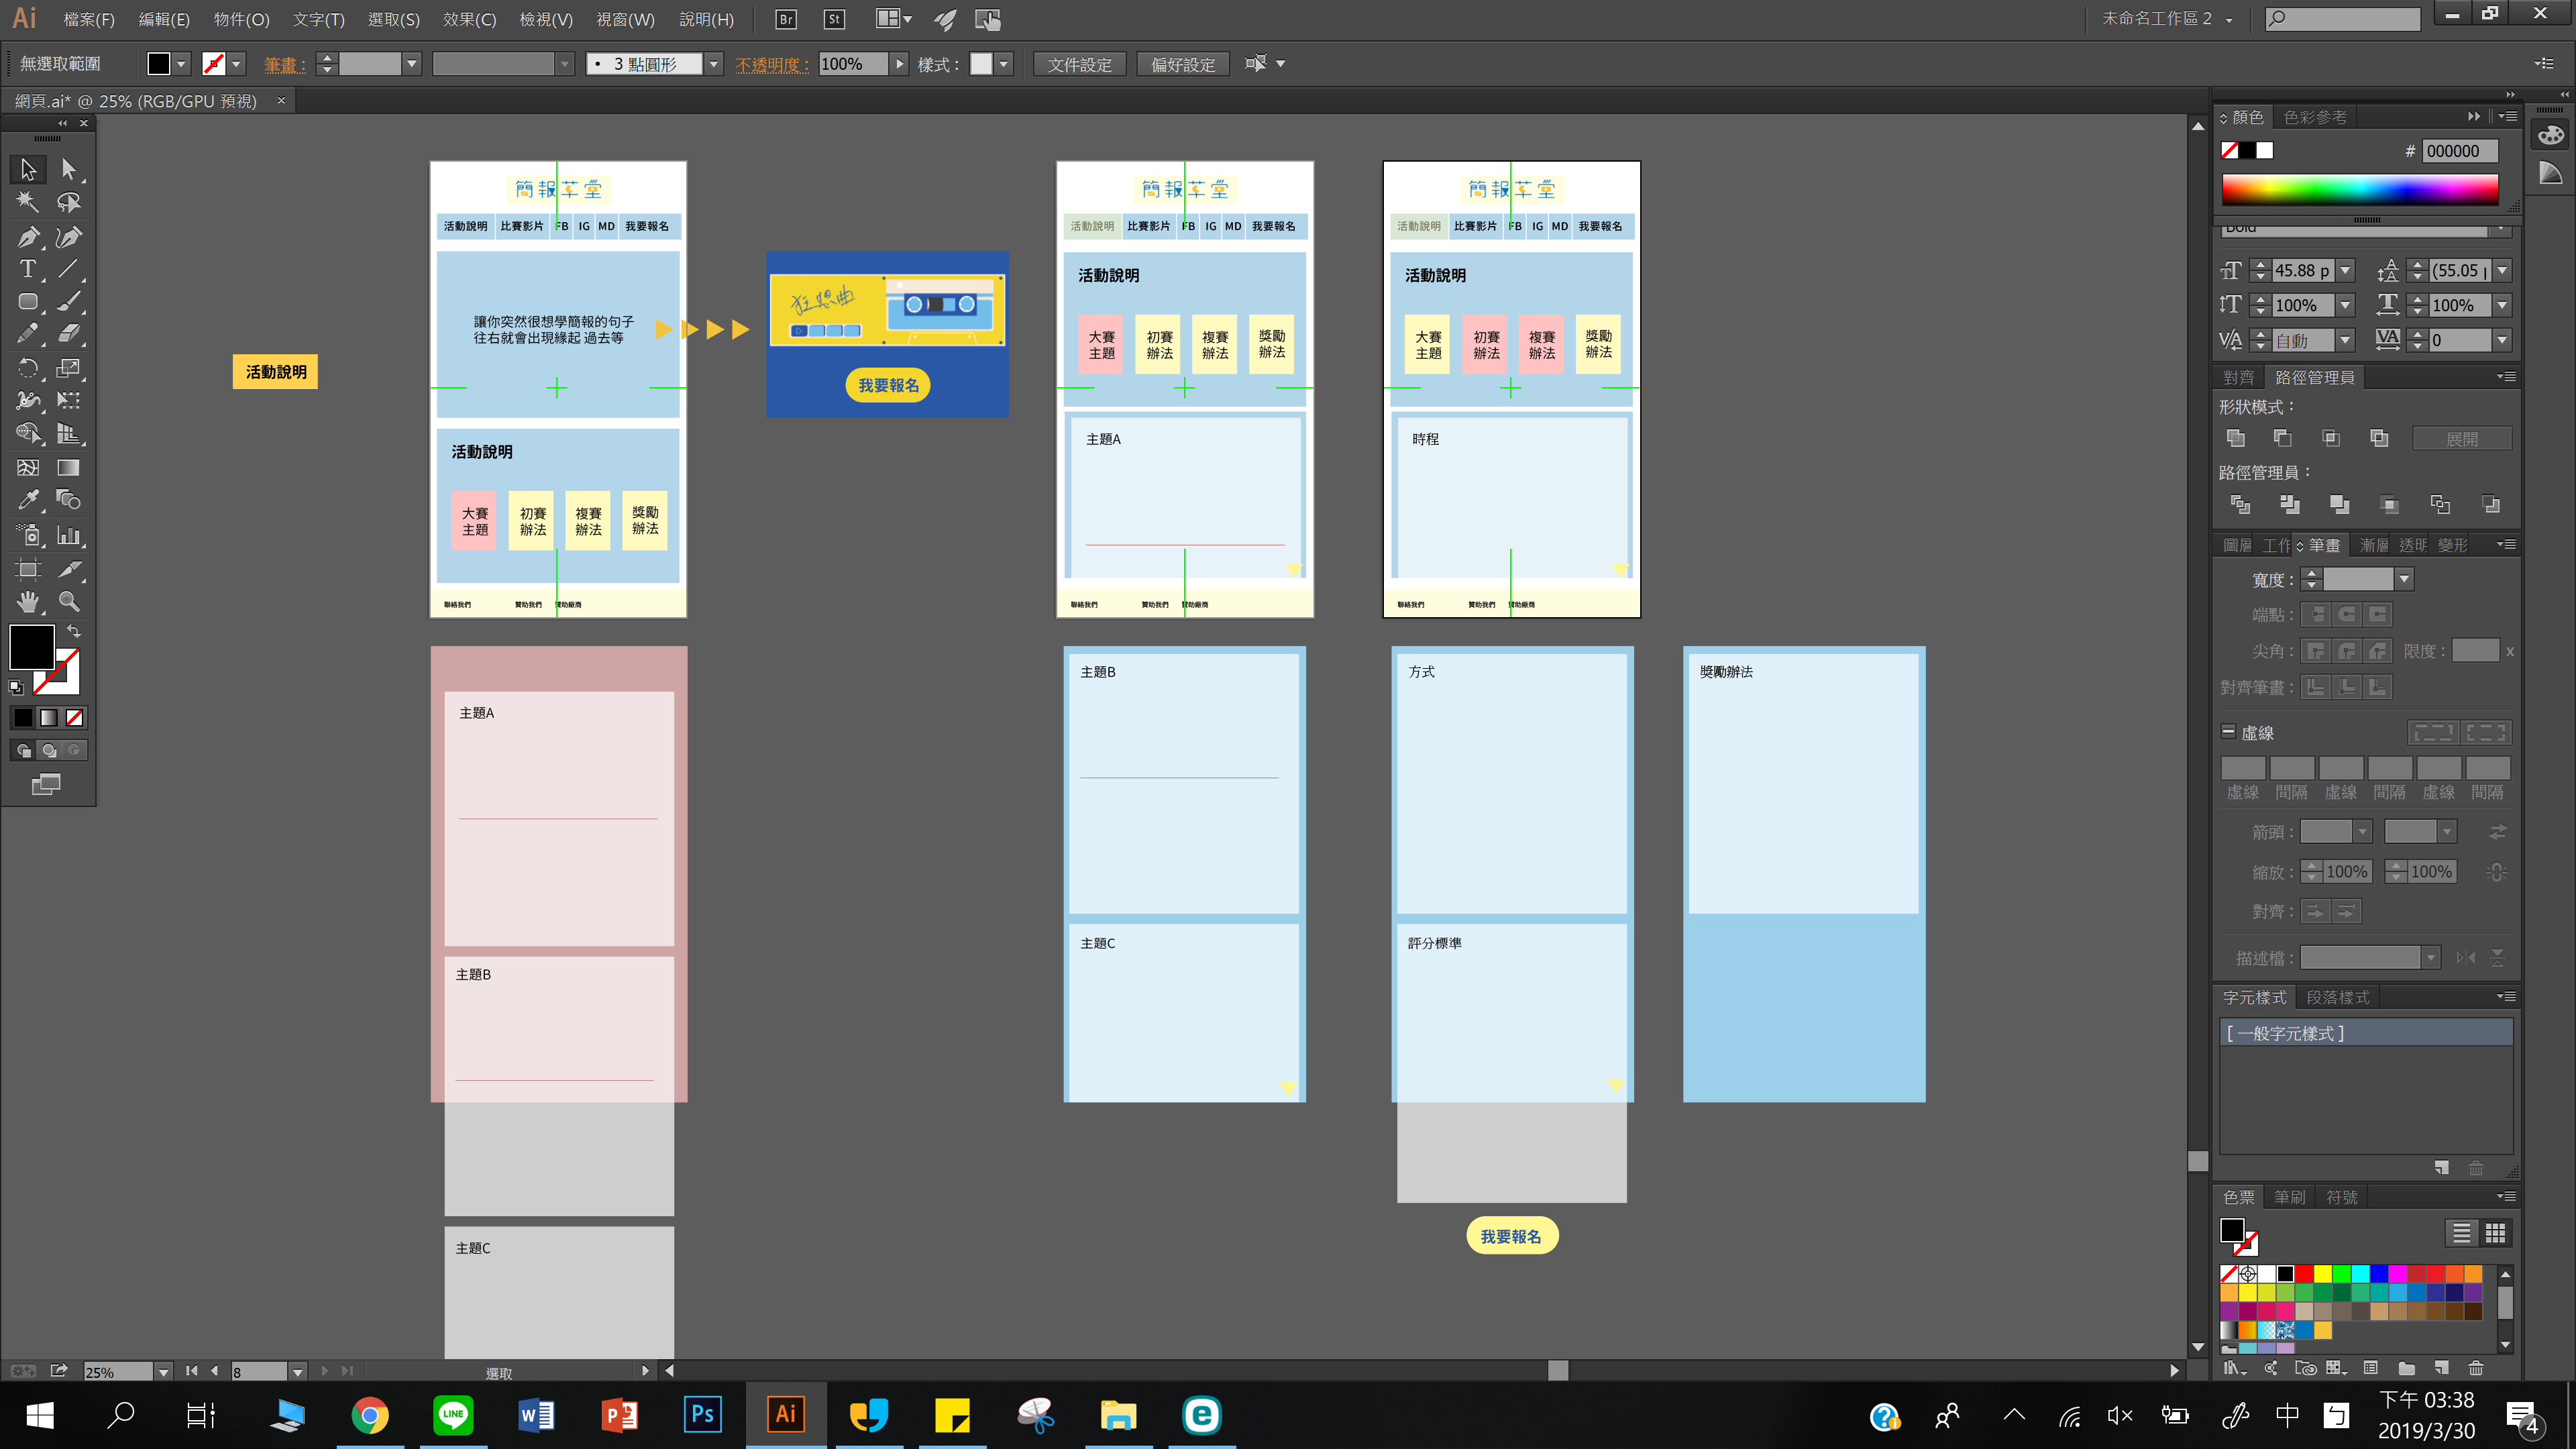 Ai 檔案(F) 編輯(E) 物件(O) 文字(T) 選取(S) 效果(C) 檢視(V) 視窗(W) 說明(H) Br St 未命名工作區 2
無選取範圍 筆畫： 3 點圓形 不透明度： 100% 樣式： 文件設定 偏好設定
網頁.ai* @ 25% (RGB/GPU 預視) ×
活動說明
簡報草堂
活動說明 比賽影片 FB IG MD 我要報名
讓你突然很想學簡報的句子
往右就會出現緣起 過去等
活動說明
大賽 初賽 複賽 獎勵
主題 辦法 辦法 辦法
聯絡我們 贊助我們 贊助廠商
狂想曲
我要報名
簡報草堂
活動說明 比賽影片 FB IG MD 我要報名
活動說明
大賽 初賽 複賽 獎勵
主題 辦法 辦法 辦法
主題A
聯絡我們 贊助我們 贊助廠商
簡報草堂
活動說明 比賽影片 FB IG MD 我要報名
活動說明
大賽 初賽 複賽 獎勵
主題 辦法 辦法 辦法
時程
聯絡我們 贊助我們 贊助廠商
主題A
主題B
主題C
主題B
主題C
方式
評分標準
我要報名
獎勵辦法
顏色 色彩參考
# 000000
Bold
45.88 p (55.05
100% 100%
自動 0
對齊 路徑管理員
形狀模式：
展開
路徑管理員：
圖層 工作 筆畫 漸層 透明 變形
寬度：
端點：
尖角： 限度： x
對齊筆畫：
虛線
虛線 間隔 虛線 間隔 虛線 間隔
箭頭：
縮放： 100% 100%
對齊：
描述檔：
字元樣式 段落樣式
[ 一般字元樣式 ]
色票 筆刷 符號
25% 8 選取
LINE Ps Ai
中 ㄅ
下午 03:38
2019/3/30
4